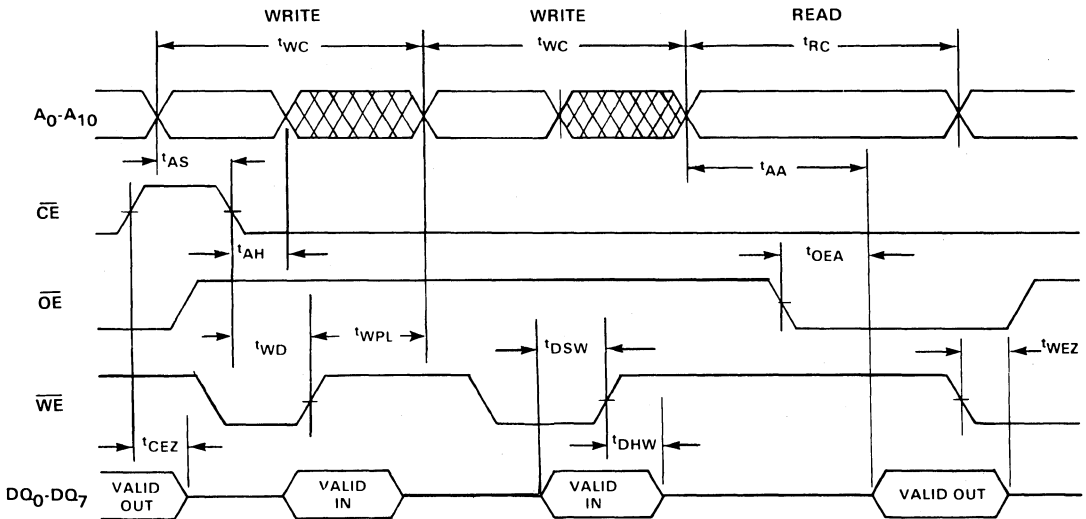 WRITE WRITE READ
tWC tWC tRC
A0-A10
tAS
tAA
CE
tAH
tOEA
OE
tWD tWPL tDSW tWEZ
WE
tCEZ tDHW
DQ0-DQ7 VALID OUT VALID IN VALID IN VALID OUT